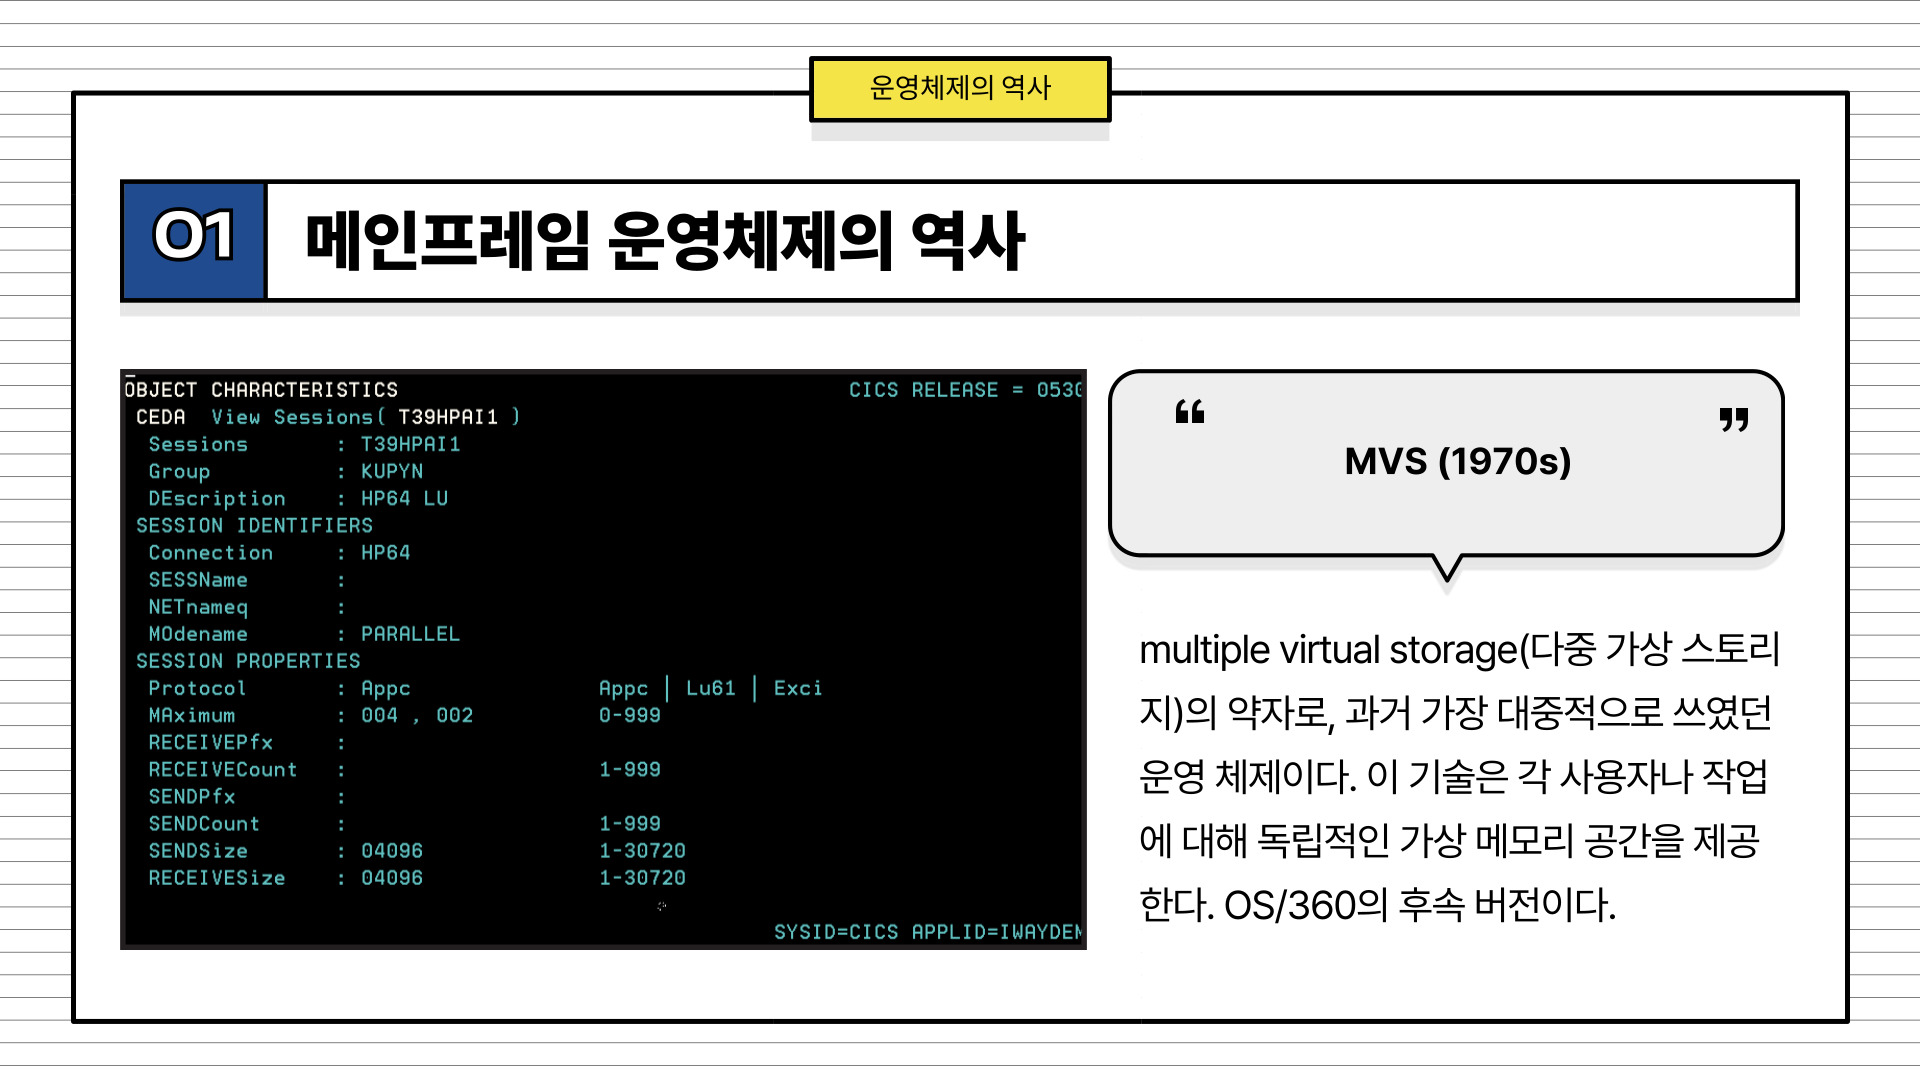 운영체제의 역사
01
메인프레임 운영체제의 역사
OBJECT CHARACTERISTICS CICS RELEASE = 0530
CEDA View Sessions( T39HPAI1 )
Sessions : T39HPAI1
Group : KUPYN
DEscription : HP64 LU
SESSION IDENTIFIERS
Connection : HP64
SESSName :
NETnameq :
MOdename : PARALLEL
SESSION PROPERTIES
Protocol : Appc Appc | Lu61 | Exci
MAximum : 004 , 002 0-999
RECEIVEPfx :
RECEIVECount : 1-999
SENDPfx :
SENDCount : 1-999
SENDSize : 04096 1-30720
RECEIVESize : 04096 1-30720
SYSID=CICS APPLID=IWAYDEM
“ ”
MVS (1970s)
multiple virtual storage(다중 가상 스토리
지)의 약자로, 과거 가장 대중적으로 쓰였던
운영 체제이다. 이 기술은 각 사용자나 작업
에 대해 독립적인 가상 메모리 공간을 제공
한다. OS/360의 후속 버전이다.